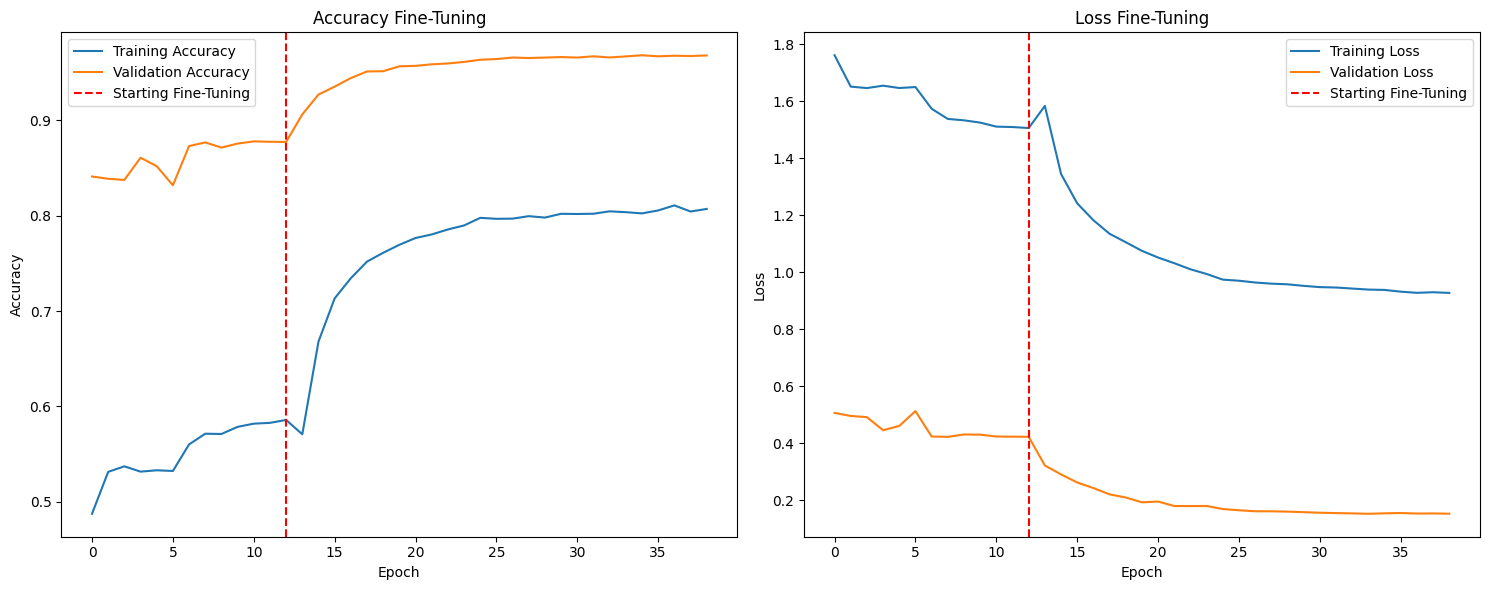 Accuracy Fine-Tuning
Training Accuracy
Validation Accuracy
Starting Fine-Tuning
0.9
0.8
0.7
0.6
0.5
Accuracy
0 5 10 15 20 25 30 35
Epoch
Loss Fine-Tuning
Training Loss
Validation Loss
Starting Fine-Tuning
1.8
1.6
1.4
1.2
1.0
0.8
0.6
0.4
0.2
Loss
0 5 10 15 20 25 30 35
Epoch